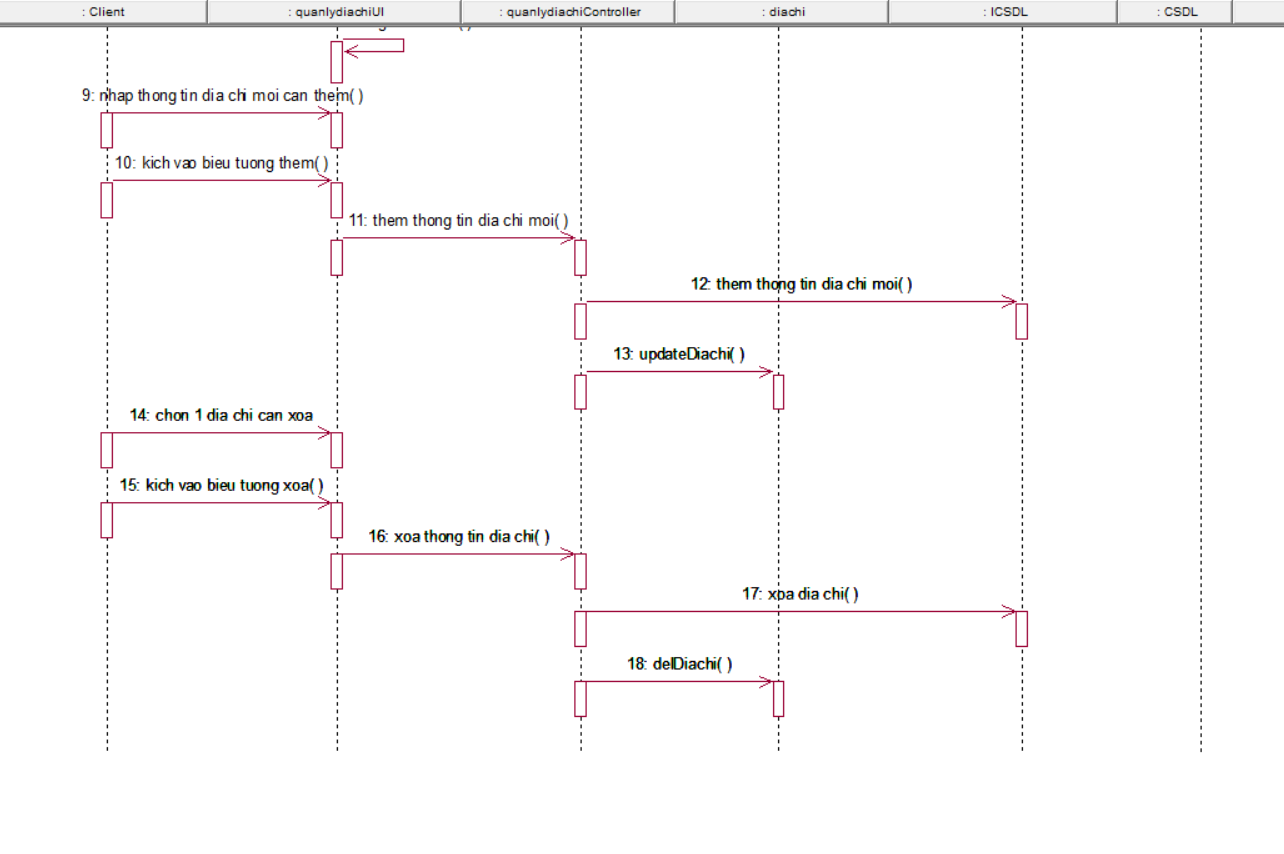 : Client
: quanlydiachiUI
: quanlydiachiController
: diachi
: ICSDL
: CSDL
9: nhap thong tin dia chi moi can them( )
10: kich vao bieu tuong them( )
11: them thong tin dia chi moi( )
12: them thong tin dia chi moi( )
13: updateDiachi( )
14: chon 1 dia chi can xoa
15: kich vao bieu tuong xoa( )
16: xoa thong tin dia chi( )
17: xoa dia chi( )
18: delDiachi( )